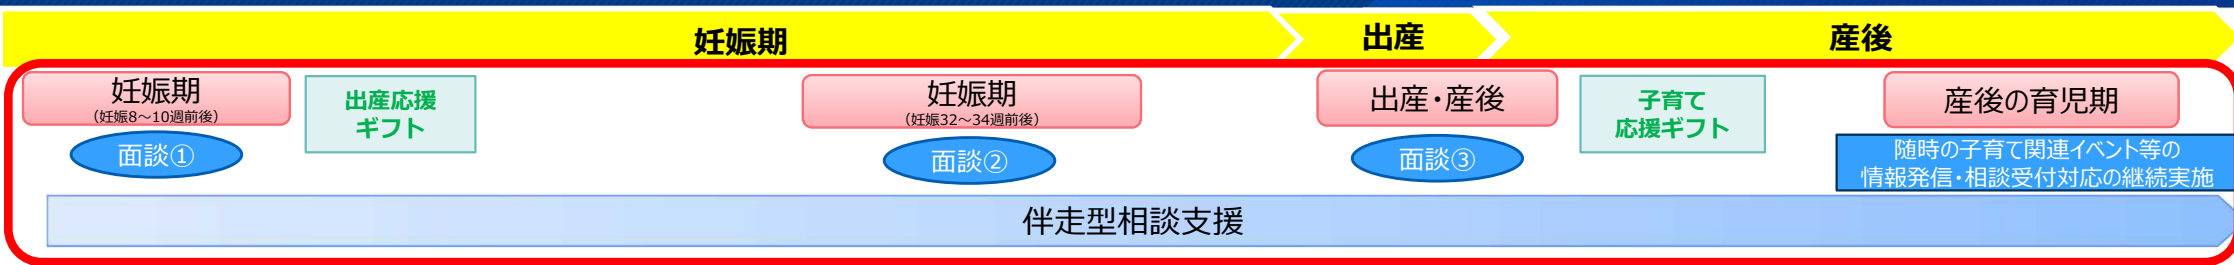 妊娠期
出産
産後
妊娠期
（妊娠8～10週前後）
面談①
出産応援
ギフト
妊娠期
（妊娠32～34週前後）
面談②
出産・産後
面談③
子育て
応援ギフト
産後の育児期
随時の子育て関連イベント等の
情報発信・相談受付対応の継続実施
伴走型相談支援